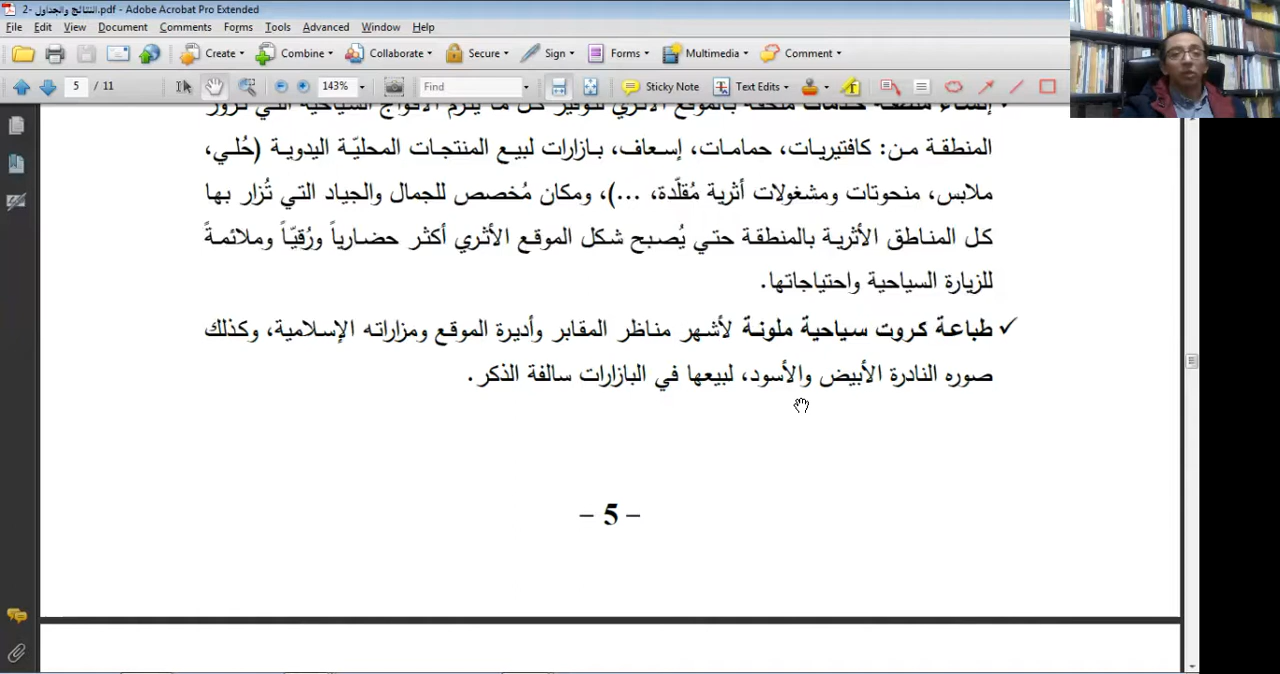 2- النتائج والجداول.pdf - Adobe Acrobat Pro Extended
File Edit View Document Comments Forms Tools Advanced Window Help
Create Combine Collaborate Secure Sign Forms Multimedia Comment
5 / 11 143% Find Sticky Note Text Edits
المنطقة من: كافتيريات، حمامات، إسعاف، بازارات لبيع المنتجات المحليّة اليدوية (حُلي،
ملابس، منحوتات ومشغولات أثرية مُقلّدة، ...)، ومكان مُخصص للجمال والجياد التي تُزار بها
كل المناطق الأثرية بالمنطقة حتي يُصبح شكل الموقع الأثري أكثر حضارياً ورُقيّاً وملائمةً
للزيارة السياحية واحتياجاتها.
✓ طباعة كروت سياحية ملونة لأشهر مناظر المقابر وأديرة الموقع ومزاراته الإسلامية، وكذلك
صوره النادرة الأبيض والأسود، لبيعها في البازارات سالفة الذكر.
– 5 –